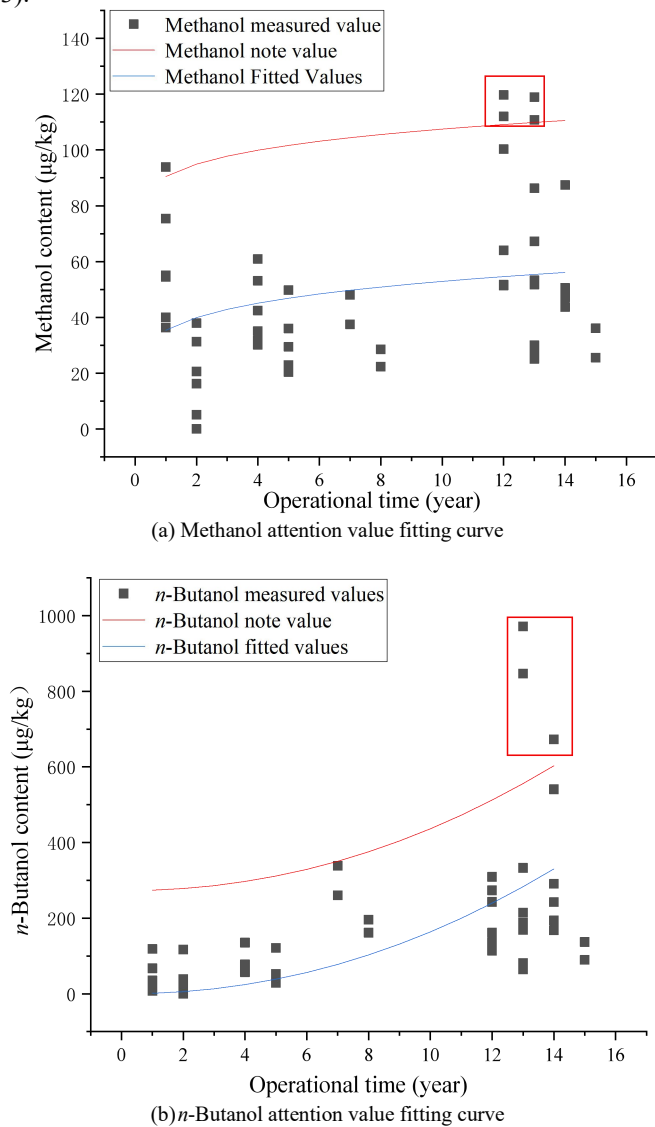 3).
140
120
100
80
60
40
20
0
Methanol content (μg/kg)
Methanol measured value
Methanol note value
Methanol Fitted Values
0 2 4 6 8 10 12 14 16
Operational time (year)
(a) Methanol attention value fitting curve
1000
800
600
400
200
0
n-Butanol content (μg/kg)
n-Butanol measured values
n-Butanol note value
n-Butanol fitted values
0 2 4 6 8 10 12 14 16
Operational time (year)
(b) n-Butanol attention value fitting curve